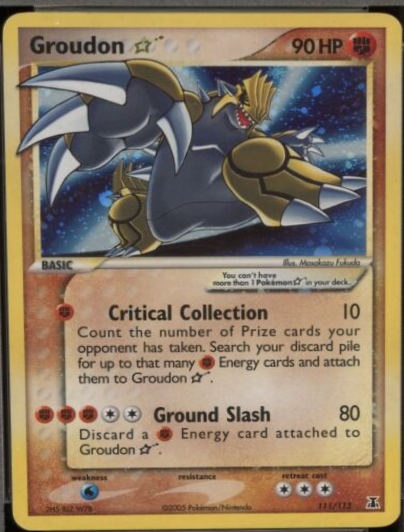 Groudon ☆ 90 HP
BASIC
Illus. Masakazu Fukuda
You can't have
more than 1 Pokémon ☆ in your deck.
Critical Collection 10
Count the number of Prize cards your
opponent has taken. Search your discard pile
for up to that many Energy cards and attach
them to Groudon ☆.
Ground Slash 80
Discard a Energy card attached to
Groudon ☆.
weakness resistance retreat cost
©2005 Pokémon/Nintendo 111/113